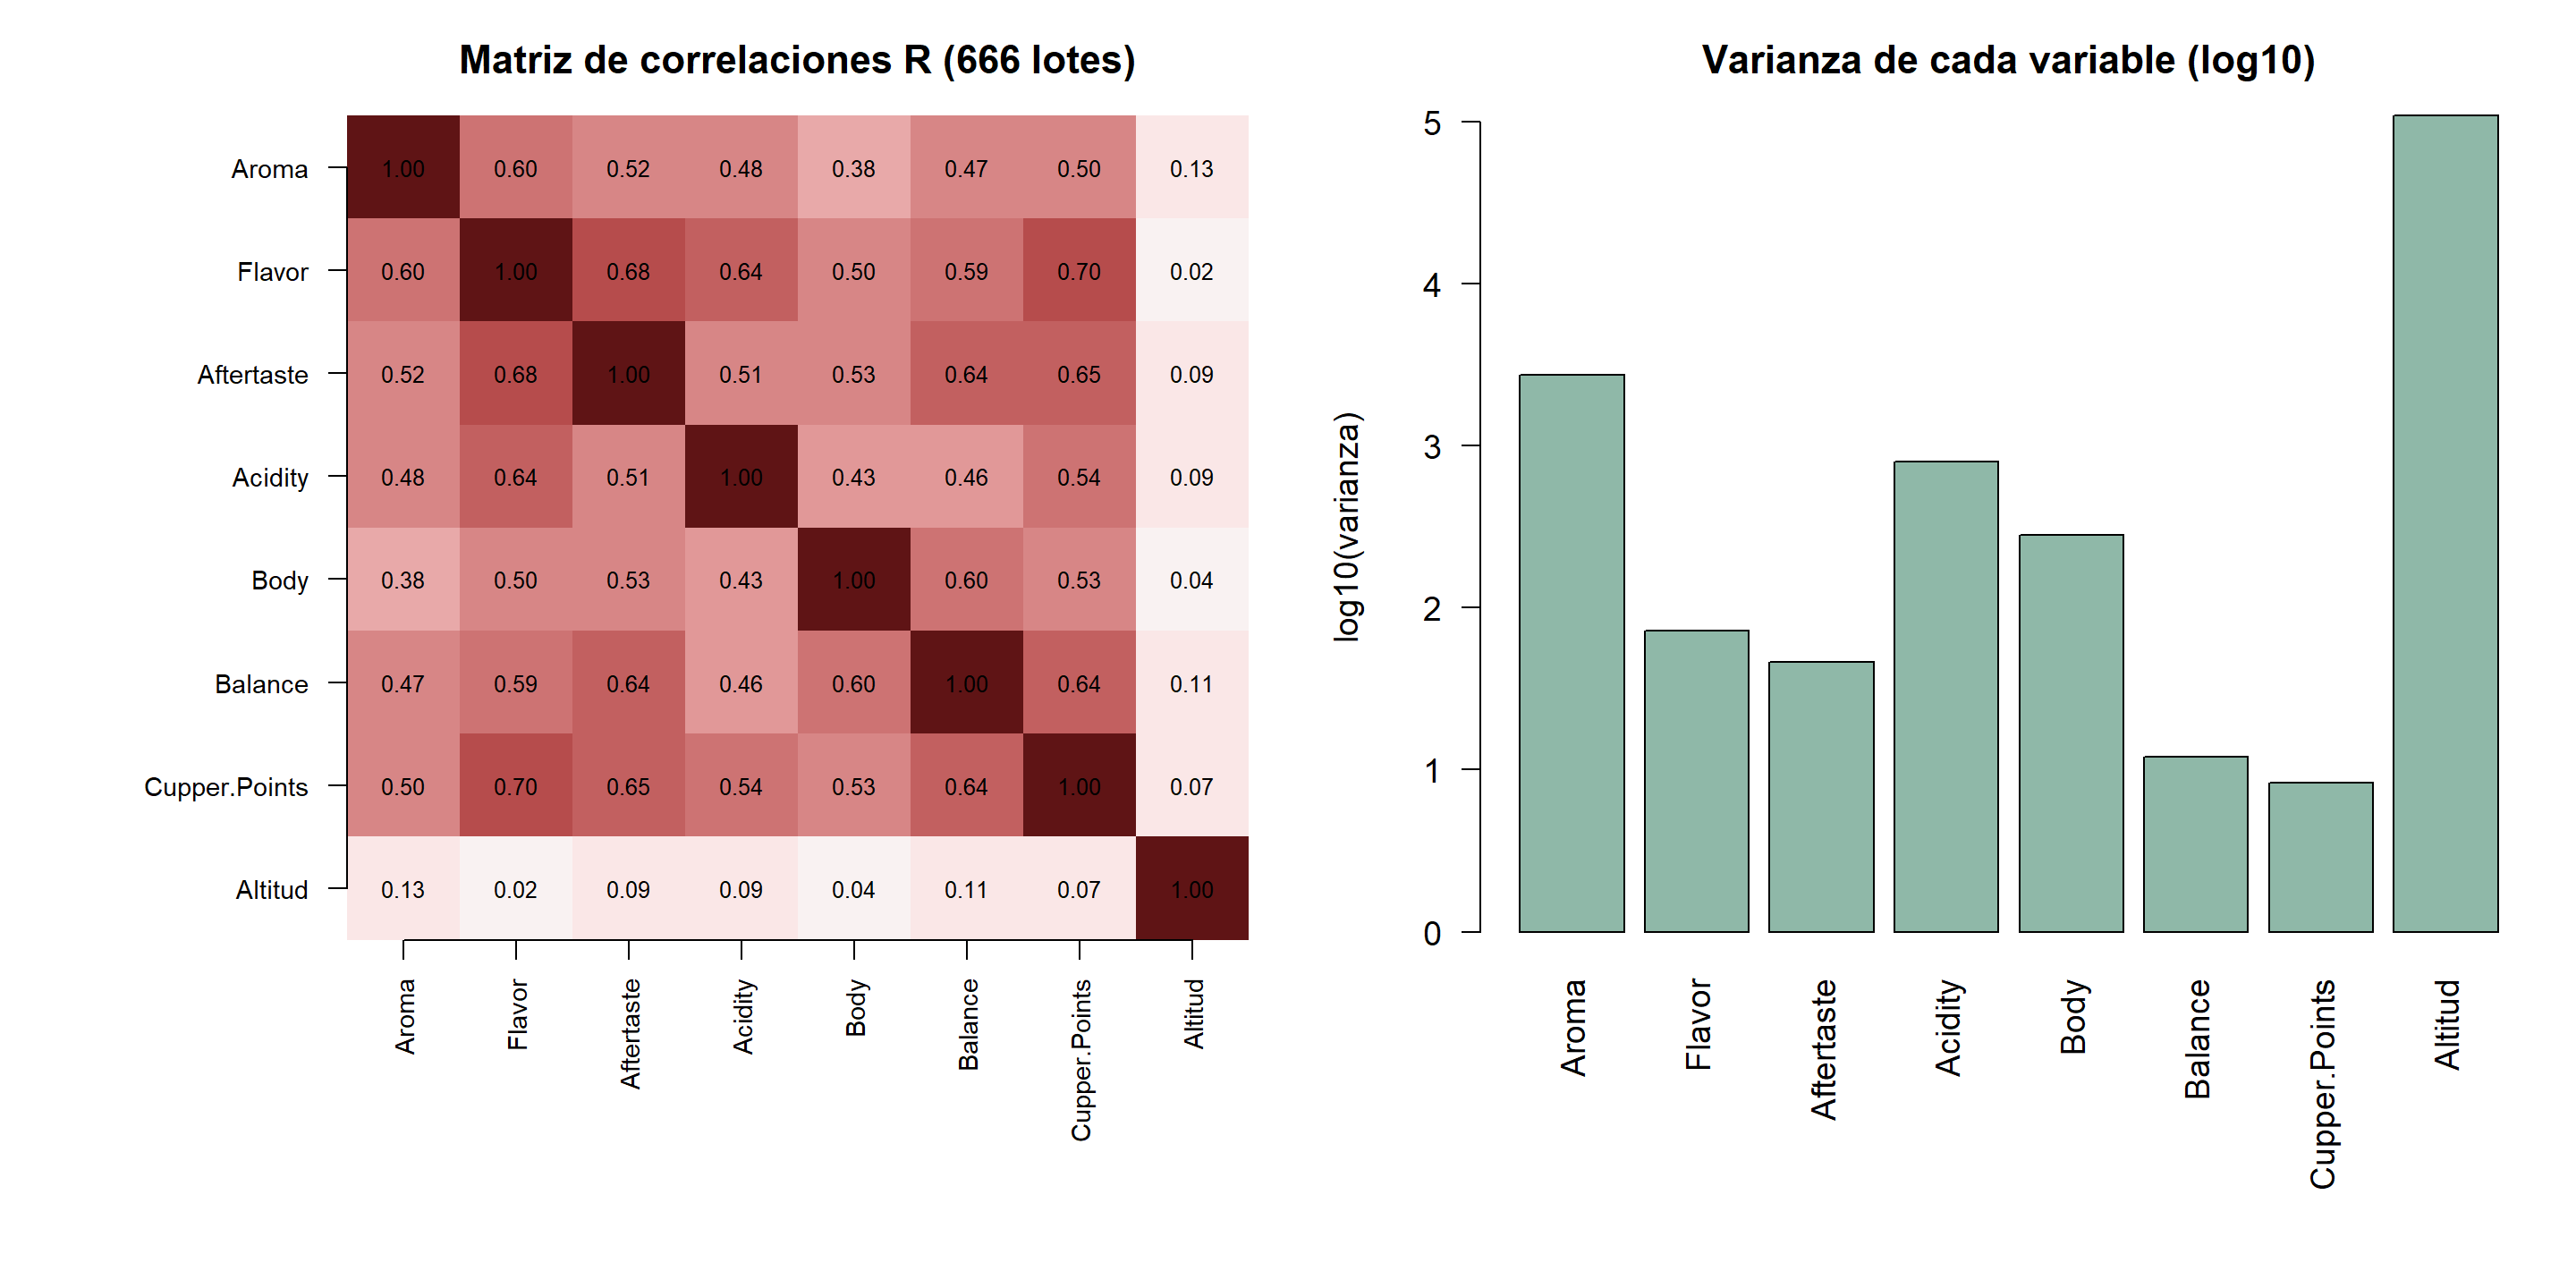 Matriz de correlaciones R (666 lotes)
Aroma 1.00 0.60 0.52 0.48 0.38 0.47 0.50 0.13
Flavor 0.60 1.00 0.68 0.64 0.50 0.59 0.70 0.02
Aftertaste 0.52 0.68 1.00 0.51 0.53 0.64 0.65 0.09
Acidity 0.48 0.64 0.51 1.00 0.43 0.46 0.54 0.09
Body 0.38 0.50 0.53 0.43 1.00 0.60 0.53 0.04
Balance 0.47 0.59 0.64 0.46 0.60 1.00 0.64 0.11
Cupper.Points 0.50 0.70 0.65 0.54 0.53 0.64 1.00 0.07
Altitud 0.13 0.02 0.09 0.09 0.04 0.11 0.07 1.00
Aroma
Flavor
Aftertaste
Acidity
Body
Balance
Cupper.Points
Altitud
Varianza de cada variable (log10)
log10(varianza)
5
4
3
2
1
0
Aroma
Flavor
Aftertaste
Acidity
Body
Balance
Cupper.Points
Altitud